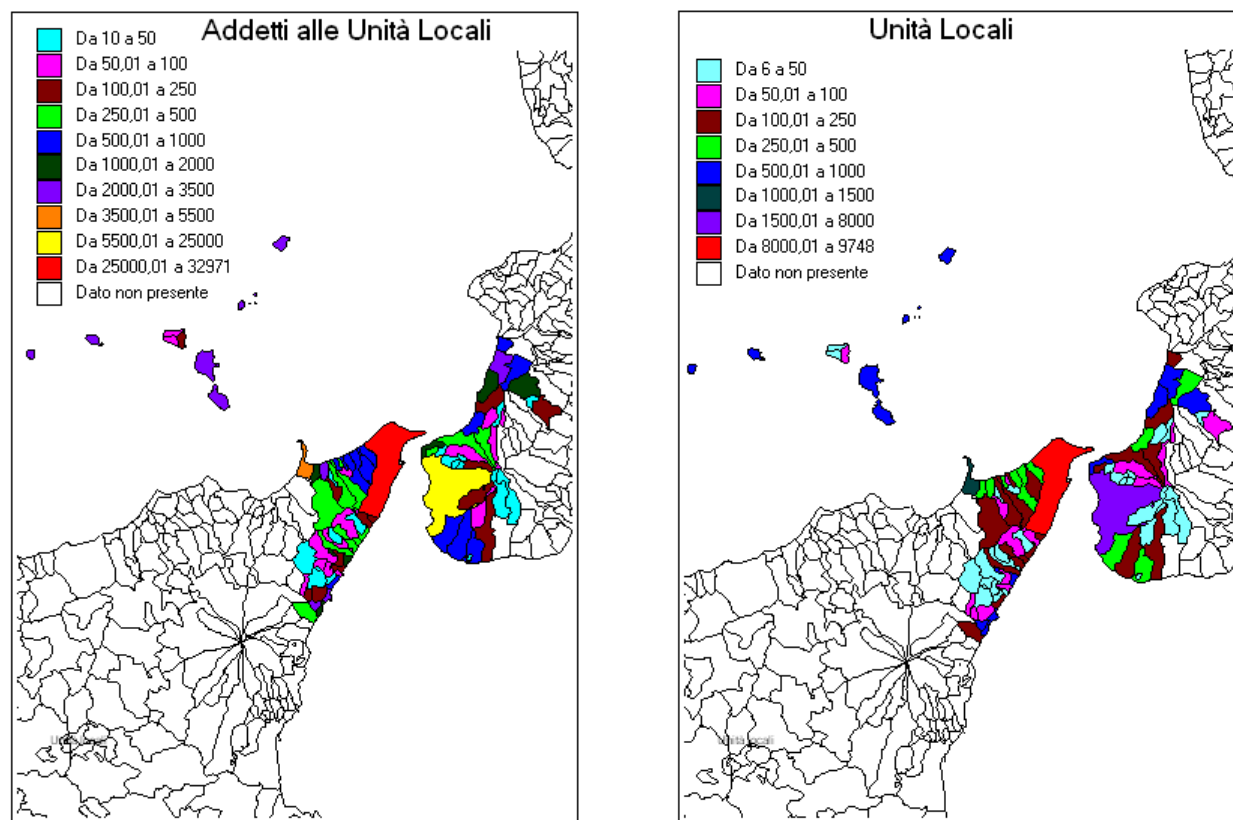 Addetti alle Unità Locali
Da 10 a 50
Da 50,01 a 100
Da 100,01 a 250
Da 250,01 a 500
Da 500,01 a 1000
Da 1000,01 a 2000
Da 2000,01 a 3500
Da 3500,01 a 5500
Da 5500,01 a 25000
Da 25000,01 a 32971
Dato non presente
Unità Locali
Unità Locali
Da 6 a 50
Da 50,01 a 100
Da 100,01 a 250
Da 250,01 a 500
Da 500,01 a 1000
Da 1000,01 a 1500
Da 1500,01 a 8000
Da 8000,01 a 9748
Dato non presente
Unità Locali